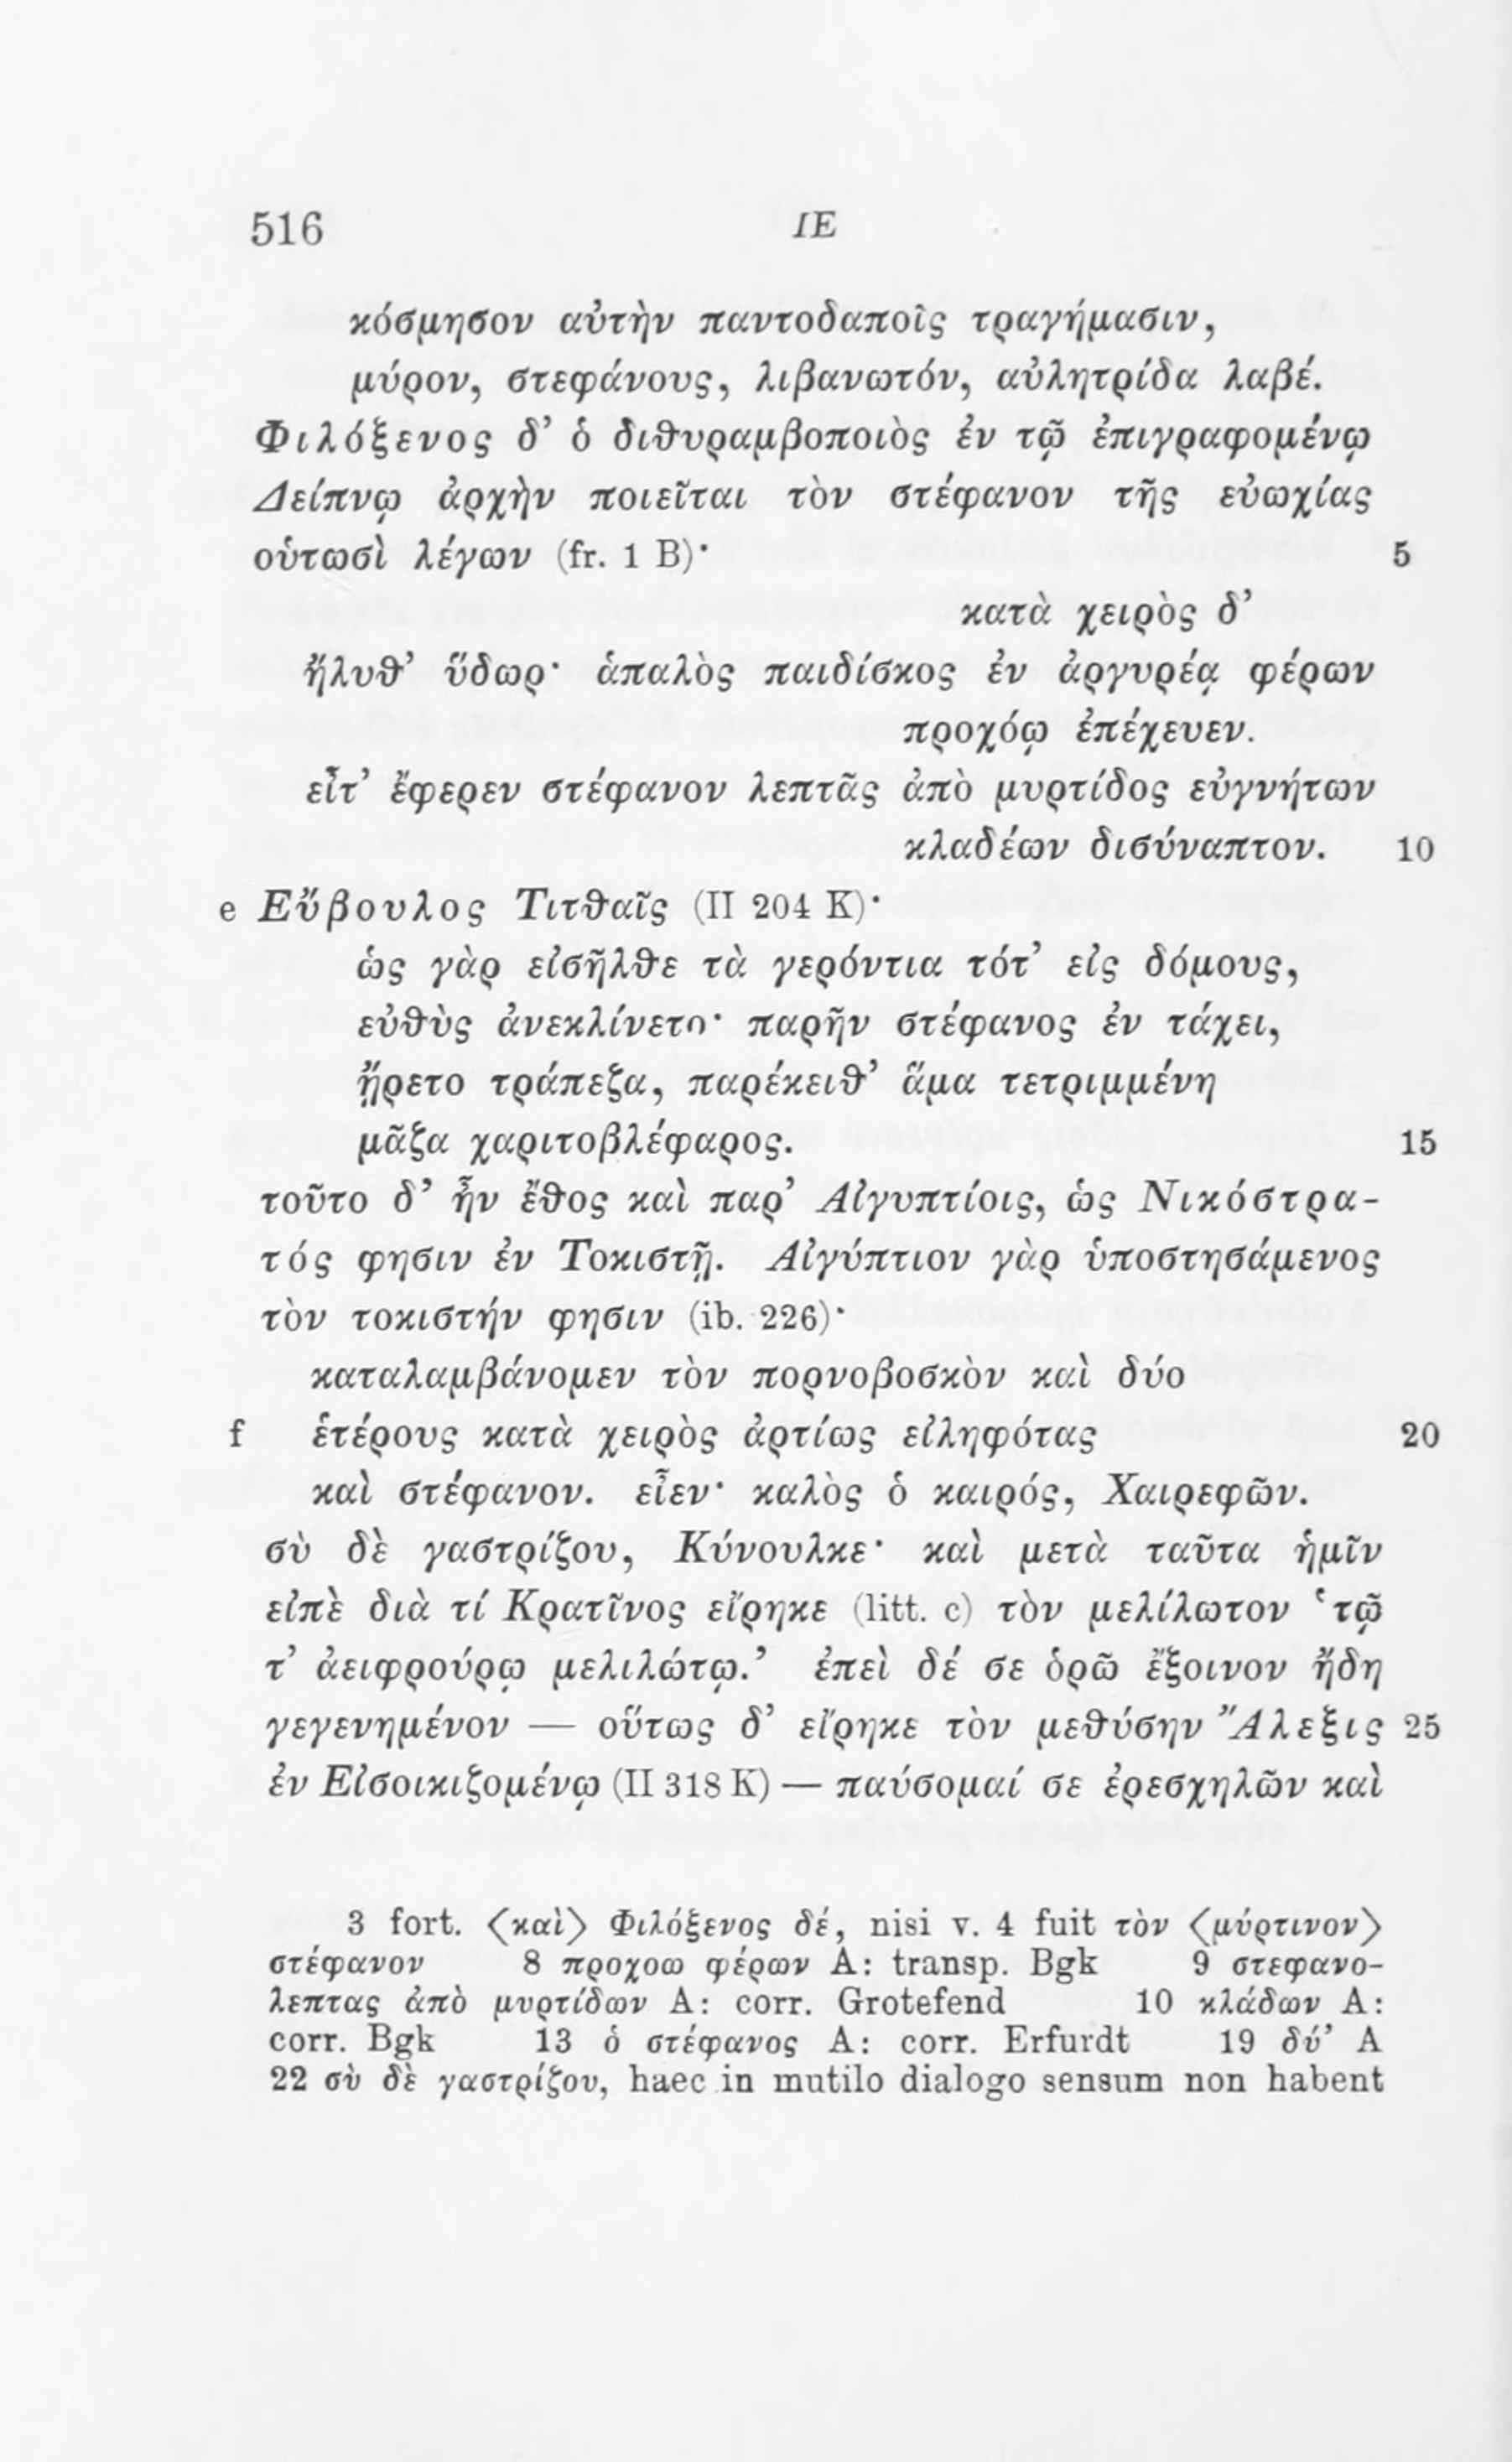 516 ΙΕ
κόσμησον αὐτὴν παντοδαποῖς τραγήμασιν,
μύρον, στεφάνους, λιβανωτόν, αὐλητρίδα λαβέ.
Φιλόξενος δ’ ὁ διθυραμβοποιὸς ἐν τῷ ἐπιγραφομένῳ
Δείπνῳ ἀρχὴν ποιεῖται τὸν στέφανον τῆς εὐωχίας
οὑτωσὶ λέγων (fr. 1 B)· 5
κατὰ χειρὸς δ’
ἤλυθ’ ὕδωρ· ἁπαλὸς παιδίσκος ἐν ἀργυρέᾳ φέρων
προχόῳ ἐπέχευεν.
εἶτ’ ἔφερεν στέφανον λεπτᾶς ἀπὸ μυρτίδος εὐγνήτων
κλαδέων δισύναπτον. 10
e Εὔβουλος Τιτθαῖς (II 204 K)·
ὡς γὰρ εἰσῆλθε τὰ γερόντια τότ’ εἰς δόμους,
εὐθὺς ἀνεκλίνετο· παρῆν στέφανος ἐν τάχει,
ᾔρετο τράπεζα, παρέκειθ’ ἅμα τετριμμένη
μᾶζα χαριτοβλέφαρος. 15
τοῦτο δ’ ἦν ἔθος καὶ παρ’ Αἰγυπτίοις, ὡς Νικόστρα-
τός φησιν ἐν Τοκιστῇ. Αἰγύπτιον γὰρ ὑποστησάμενος
τὸν τοκιστήν φησιν (ib. 226)·
καταλαμβάνομεν τὸν πορνοβοσκὸν καὶ δύο
f ἑτέρους κατὰ χειρὸς ἀρτίως εἰληφότας 20
καὶ στέφανον. εἶεν· καλὸς ὁ καιρός, Χαιρεφῶν.
σὺ δὲ γαστρίζου, Κύνουλκε· καὶ μετὰ ταῦτα ἡμῖν
εἰπὲ διὰ τί Κρατῖνος εἴρηκε (litt. c) τὸν μελίλωτον ‘τῷ
τ’ ἀειφρούρῳ μελιλώτῳ.’ ἐπεὶ δέ σε ὁρῶ ἔξοινον ἤδη
γεγενημένον — οὕτως δ’ εἴρηκε τὸν μεθύσην Ἄλεξις 25
ἐν Εἰσοικιζομένῳ (II 318 K) — παύσομαί σε ἐρεσχηλῶν καὶ
3 fort. ⟨καὶ⟩ Φιλόξενος δέ, nisi v. 4 fuit τὸν ⟨μύρτινον⟩
στέφανον 8 προχοω φέρων A: transp. Bgk 9 στεφανο-
λεπτας ἀπὸ μυρτίδων A: corr. Grotefend 10 κλάδων A:
corr. Bgk 13 ὁ στέφανος A: corr. Erfurdt 19 δύ’ A
22 σὺ δὲ γαστρίζου, haec in mutilo dialogo sensum non habent